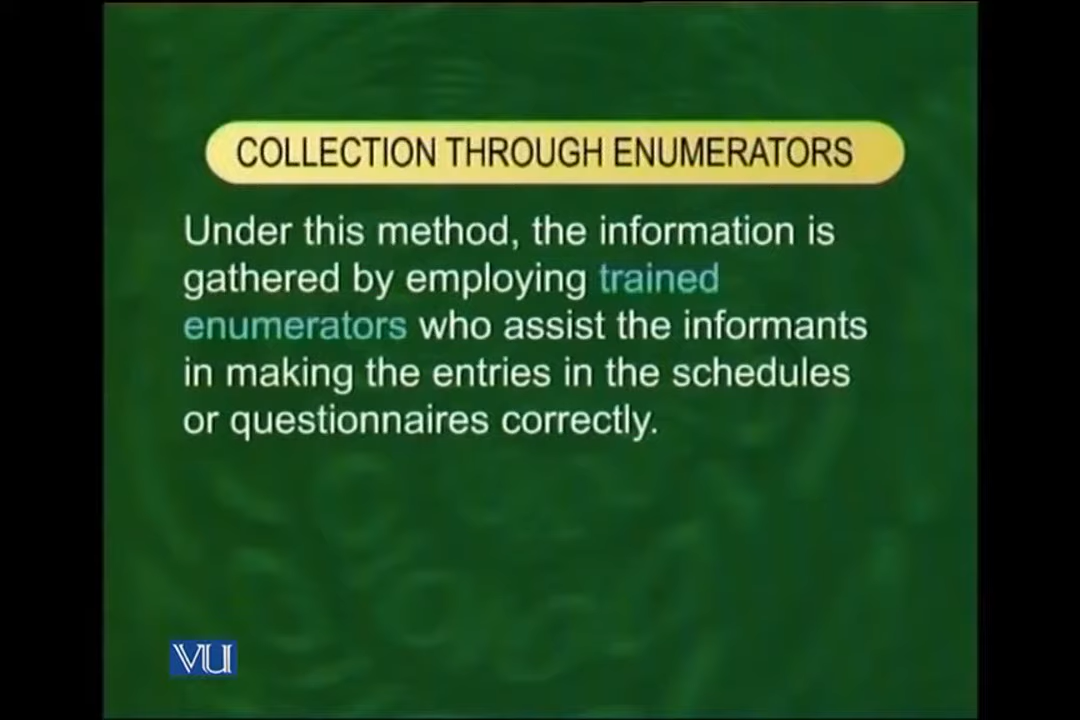 COLLECTION THROUGH ENUMERATORS
Under this method, the information is
gathered by employing trained
enumerators who assist the informants
in making the entries in the schedules
or questionnaires correctly.
VU